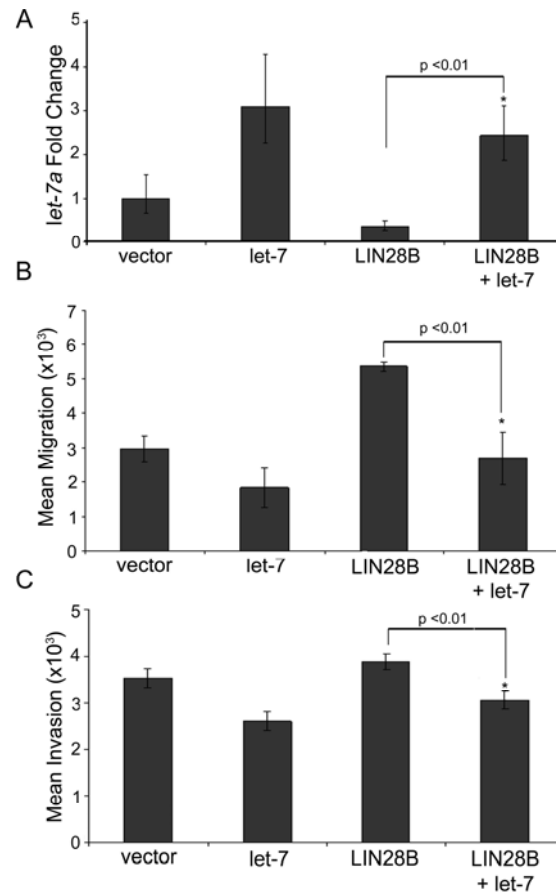 A
let-7a Fold Change
5
4
3
2
1
0
p <0.01
*
vector let-7 LIN28B LIN28B
+ let-7
B
Mean Migration (x10³)
7
6
5
4
3
2
1
0
p <0.01
*
vector let-7 LIN28B LIN28B
+ let-7
C
Mean Invasion (x10³)
5
4
3
2
1
0
p <0.01
*
vector let-7 LIN28B LIN28B
+ let-7